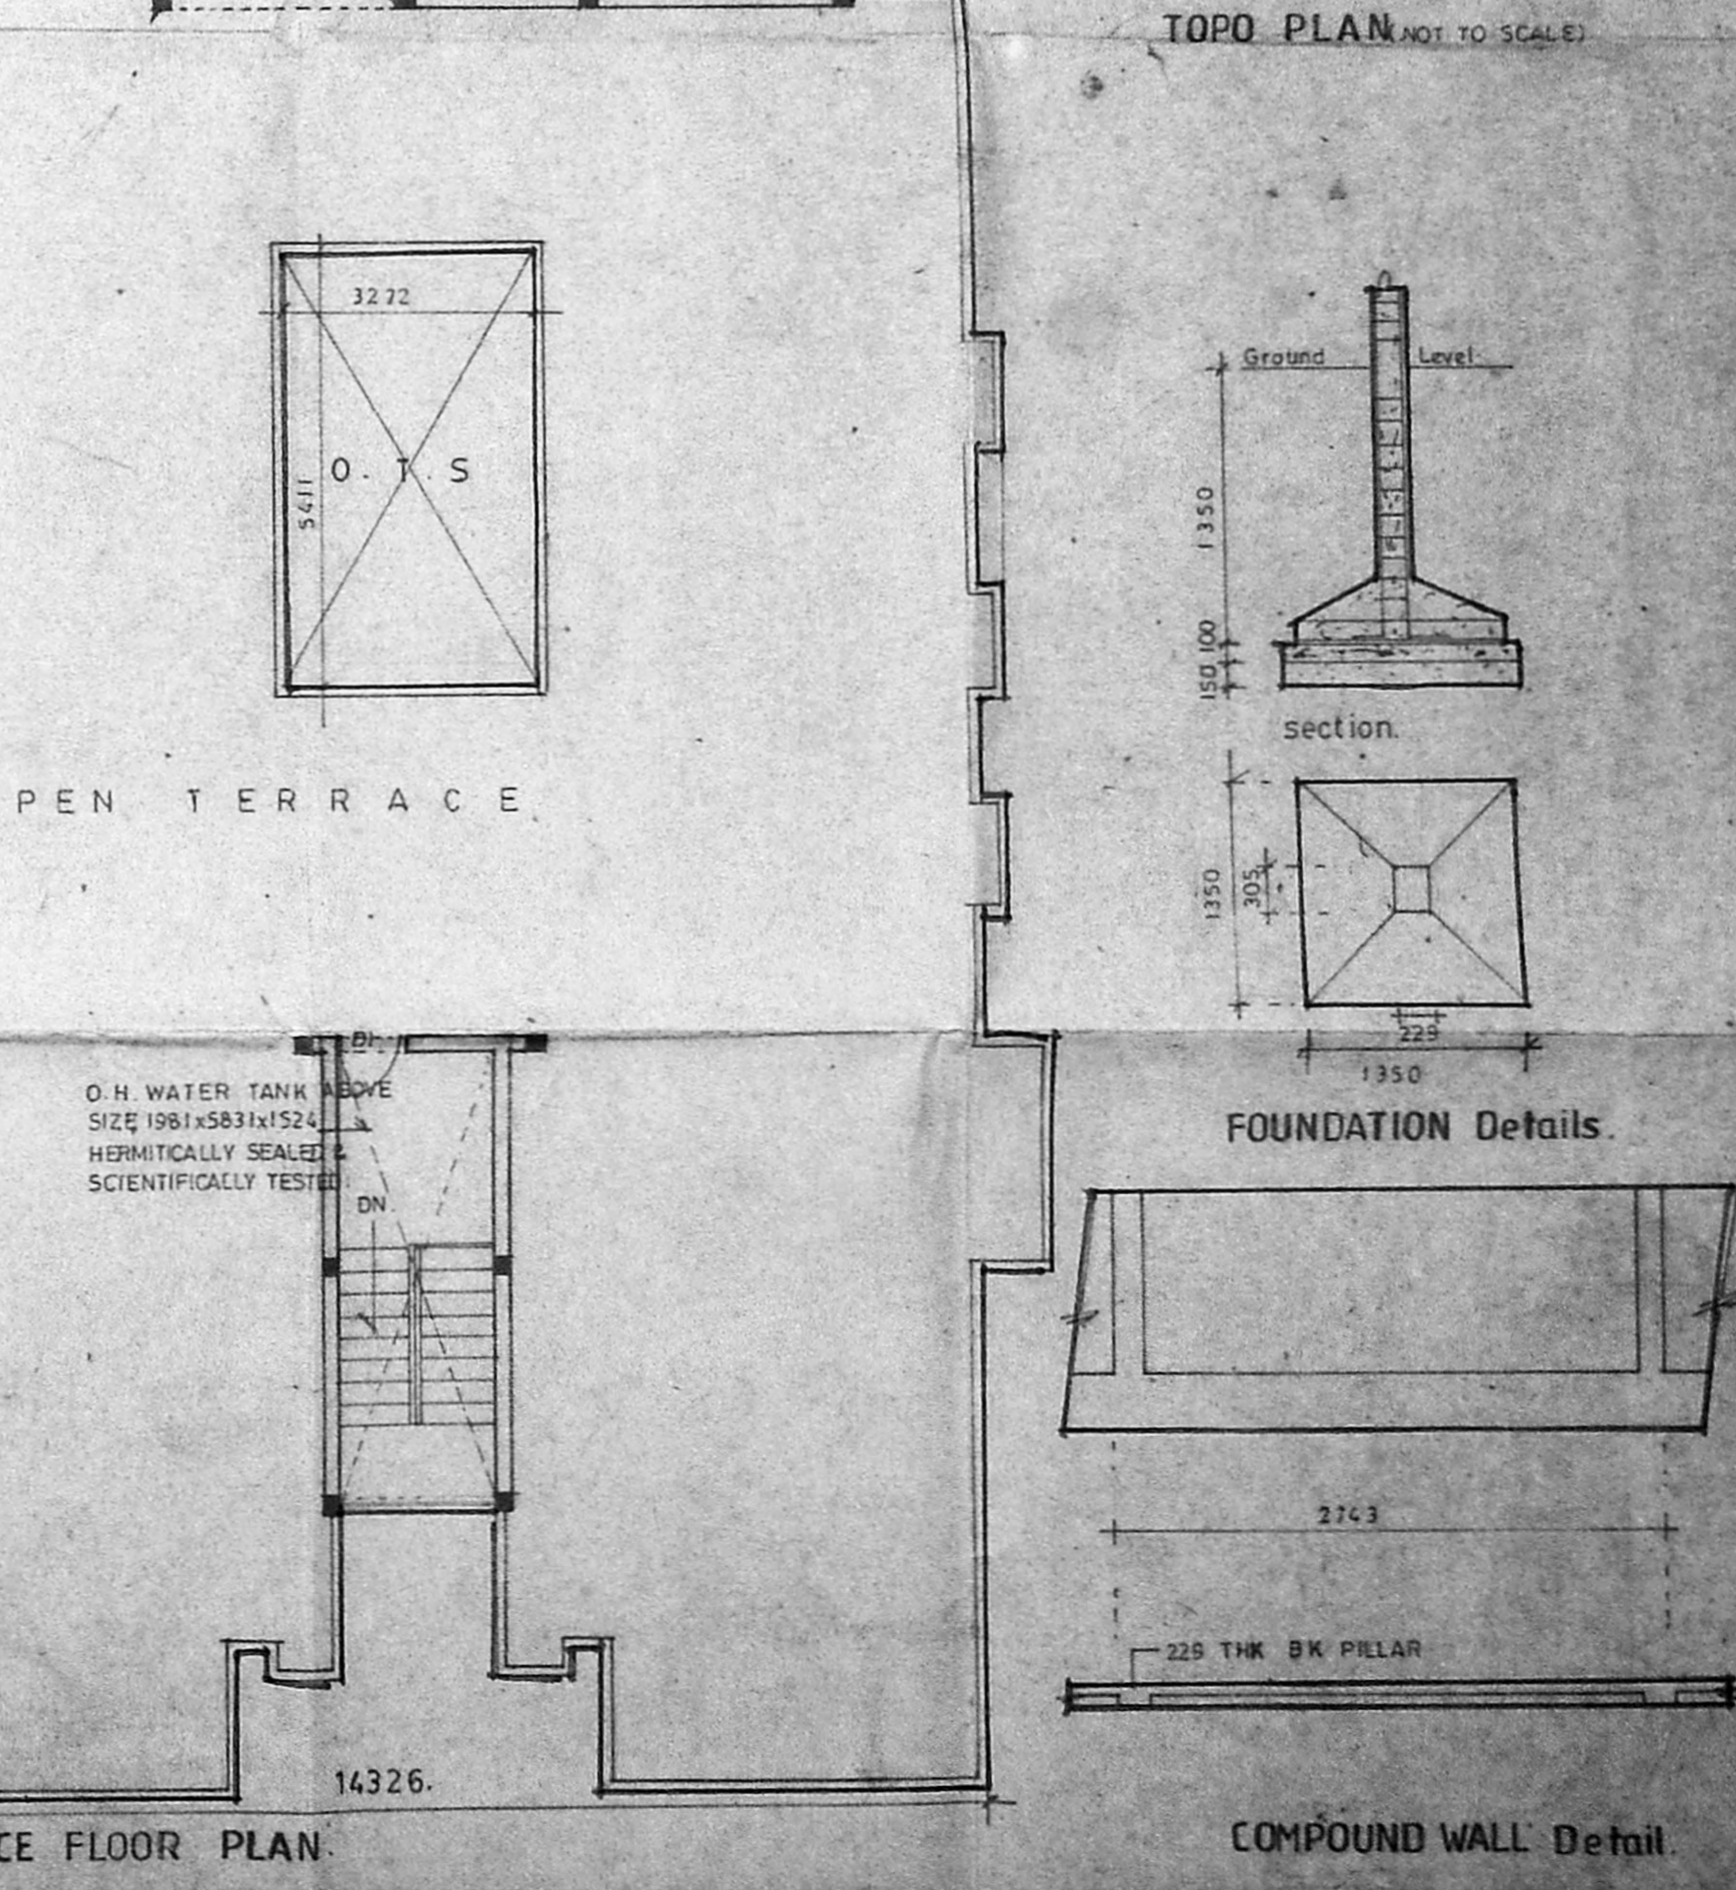 TOPO PLAN (NOT TO SCALE)
3272
O. T. S
5411
PEN TERRACE
Ground Level
1350
100
150
section.
1350
305
229
1350
FOUNDATION Details.
D1
O.H. WATER TANK ABOVE
SIZE 1981x5831x1524
HERMITICALLY SEALED &
SCIENTIFICALLY TESTED.
DN.
2743
229 THK BK PILLAR
COMPOUND WALL Detail.
14326.
CE FLOOR PLAN.